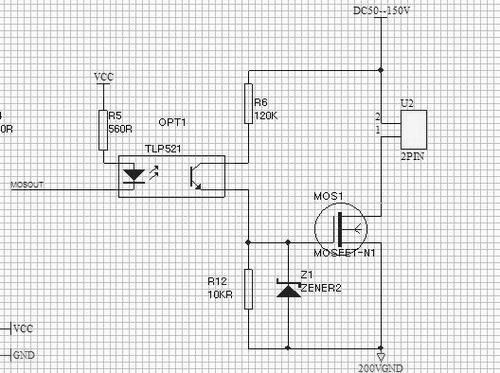 DC50--150V
VCC
R5
560R
0R
OPT1
TLP521
R6
120K
U2
2
1
2PIN
MOSOUT
MOS1
MOSFET-N1
R12
10KR
Z1
ZENER2
VCC
GND
200VGND